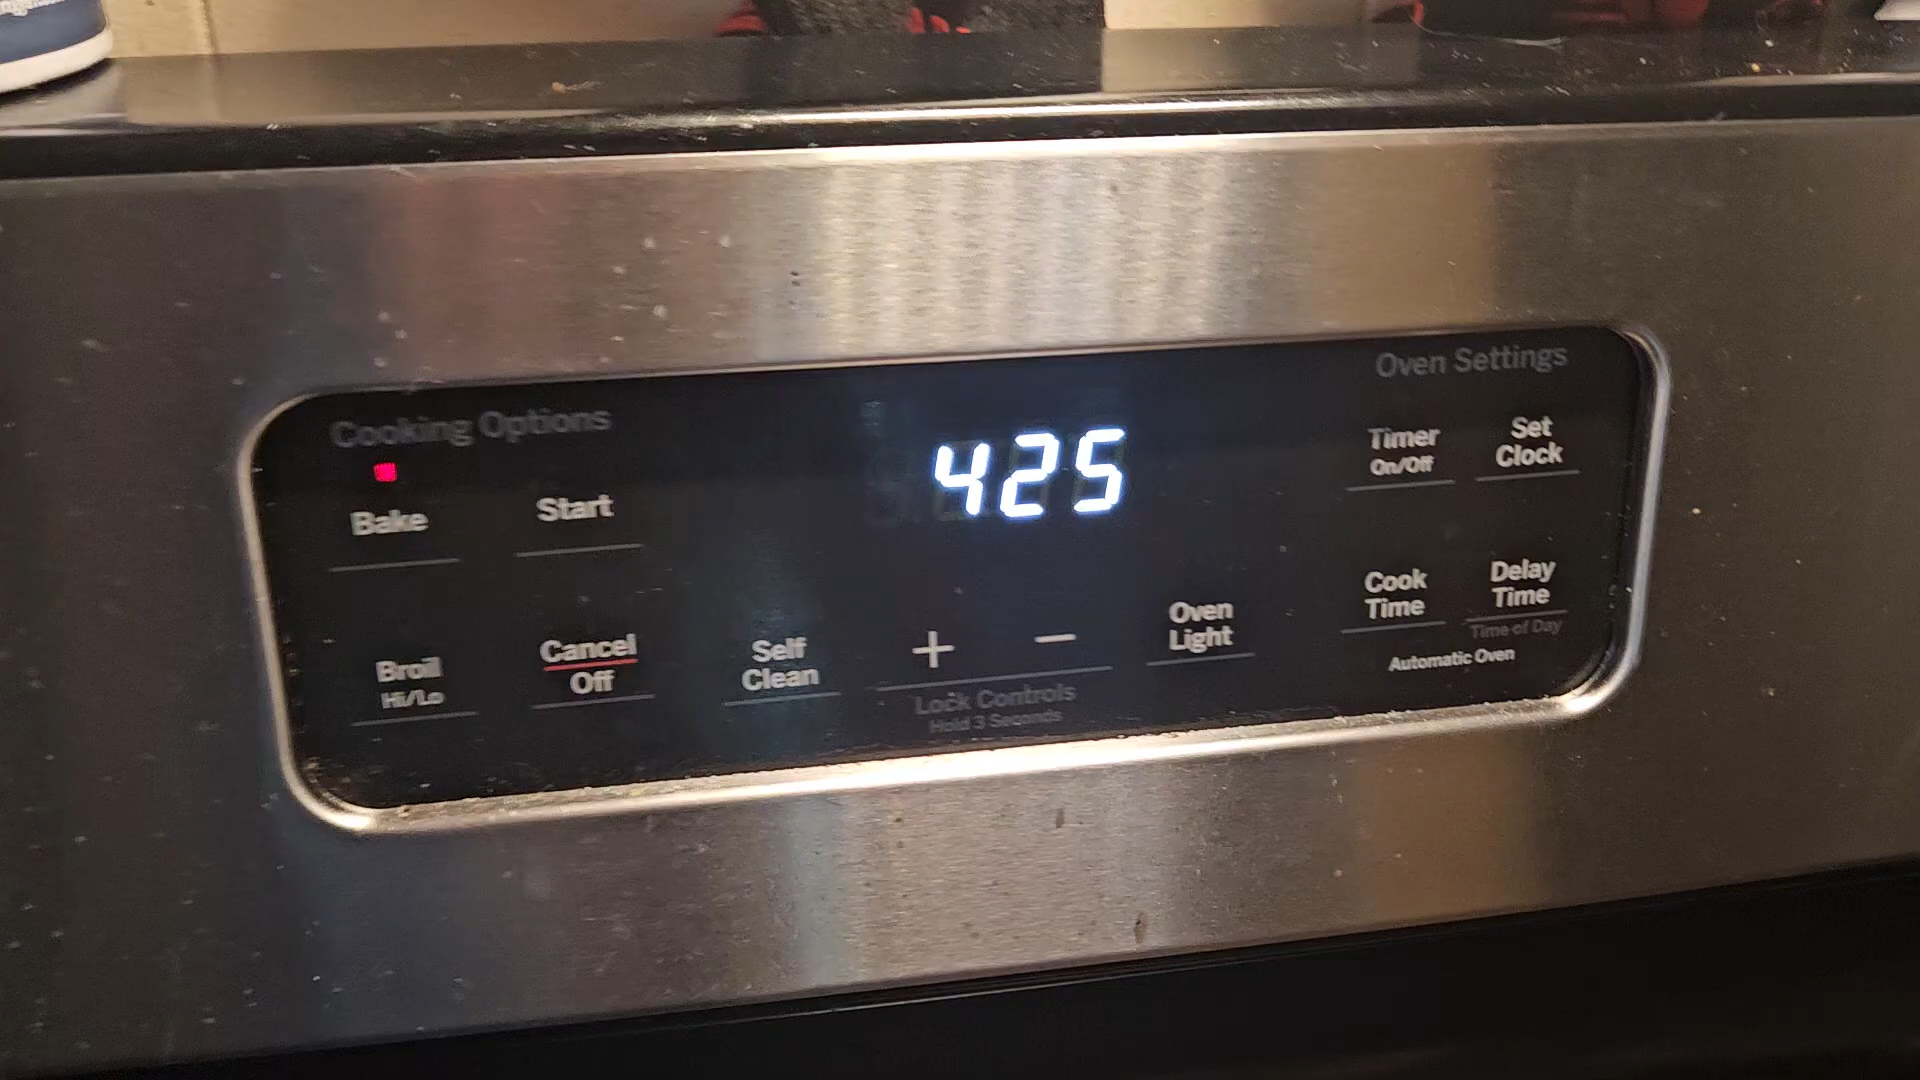 Cooking Options
Oven Settings
425
Timer
On/Off
Set
Clock
Bake
Start
Cook
Time
Delay
Time
Time of Day
Automatic Oven
Broil
Hi/Lo
Cancel
Off
Self
Clean
+
−
Oven
Light
Lock Controls
Hold 3 Seconds